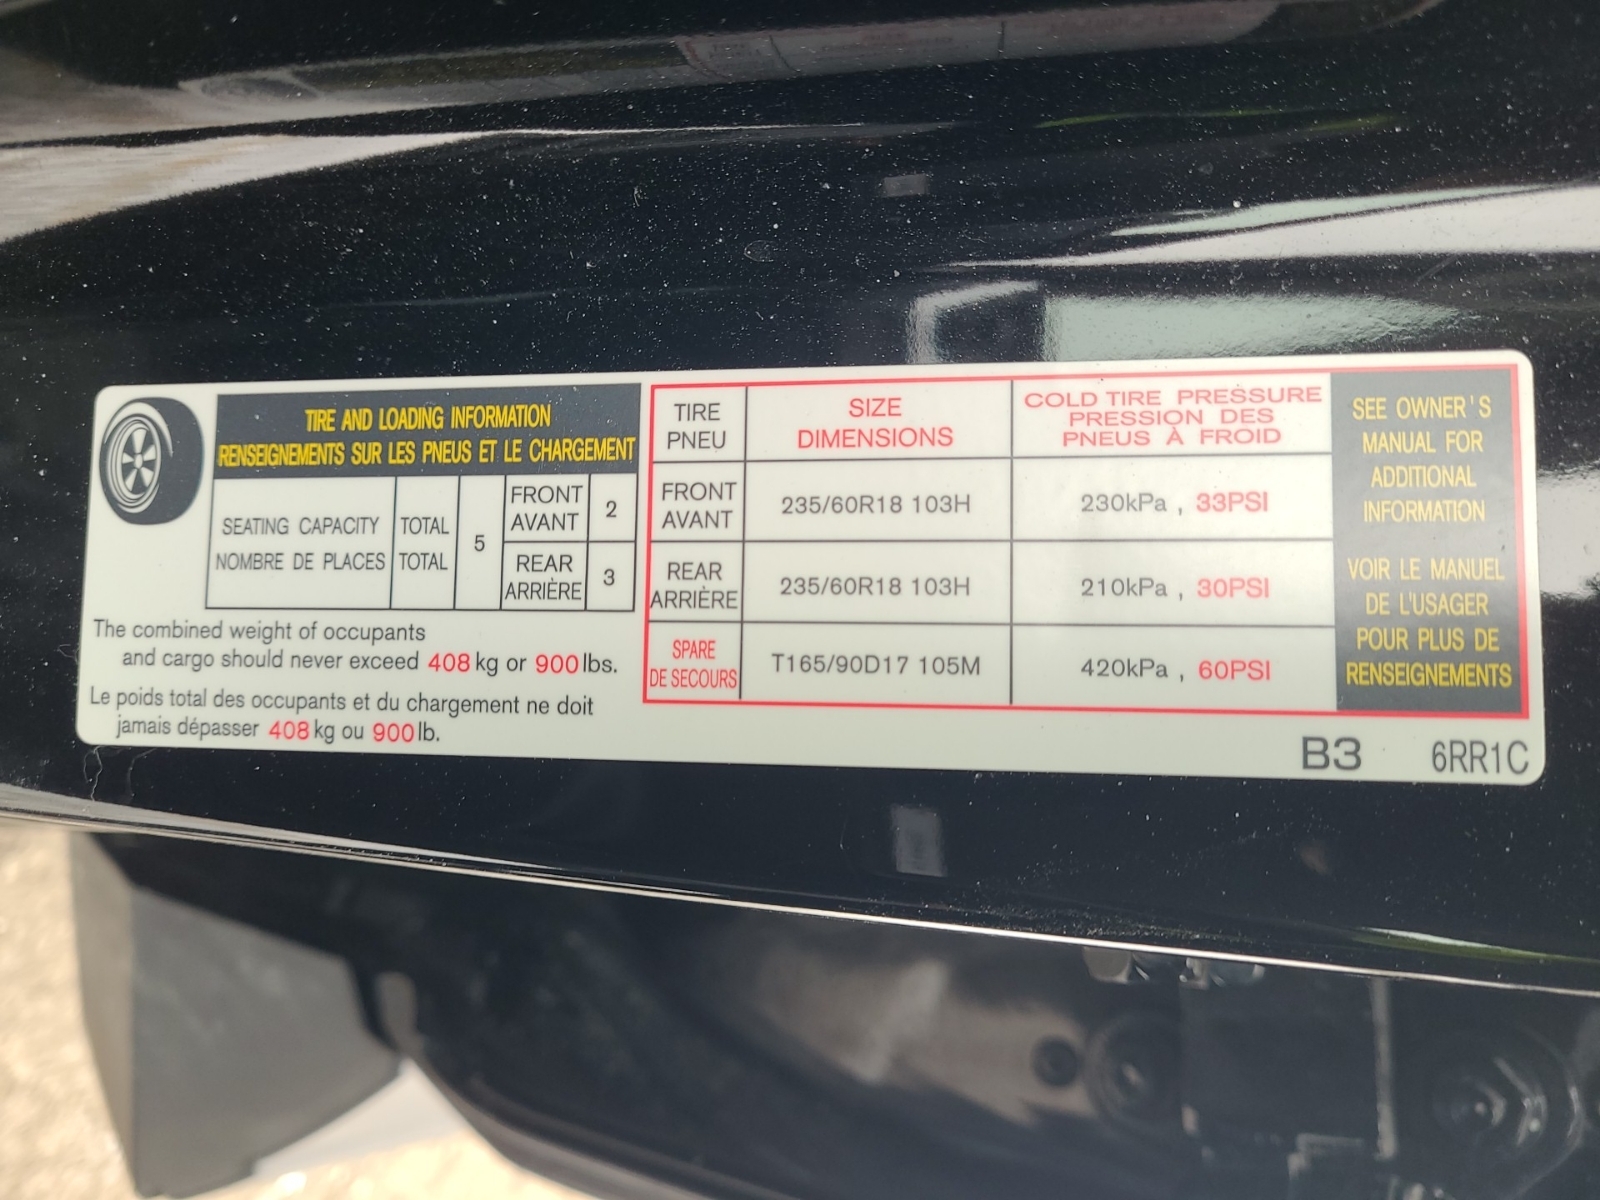 TIRE AND LOADING INFORMATION
RENSEIGNEMENTS SUR LES PNEUS ET LE CHARGEMENT
SEATING CAPACITY
NOMBRE DE PLACES
TOTAL
TOTAL
5
FRONT
AVANT
2
REAR
ARRIÈRE
3
The combined weight of occupants
and cargo should never exceed 408 kg or 900 lbs.
Le poids total des occupants et du chargement ne doit
jamais dépasser 408 kg ou 900 lb.
TIRE
PNEU
SIZE
DIMENSIONS
COLD TIRE PRESSURE
PRESSION DES
PNEUS À FROID
FRONT
AVANT
235/60R18 103H
230kPa , 33PSI
REAR
ARRIÈRE
235/60R18 103H
210kPa , 30PSI
SPARE
DE SECOURS
T165/90D17 105M
420kPa , 60PSI
SEE OWNER'S
MANUAL FOR
ADDITIONAL
INFORMATION
VOIR LE MANUEL
DE L'USAGER
POUR PLUS DE
RENSEIGNEMENTS
B3 6RR1C